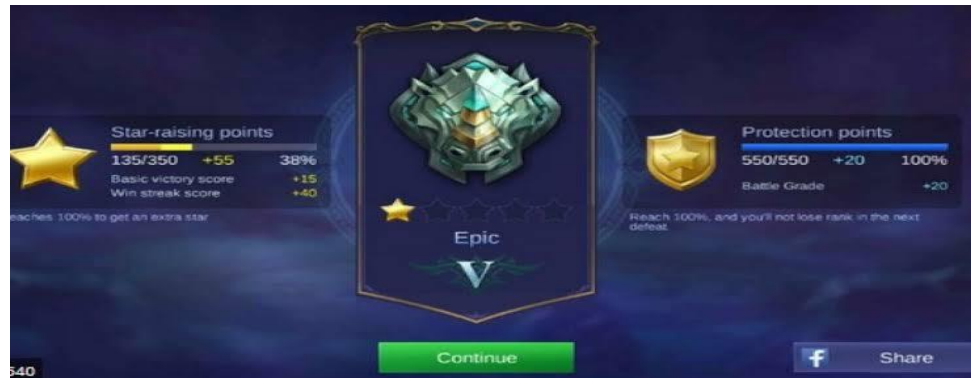 Star-raising points
135/350 +55 38%
Basic victory score +15
Win streak score +40
eaches 100% to get an extra star
Epic
V
Protection points
550/550 +20 100%
Battle Grade +20
Reach 100%, and you'll not lose rank in the next
defeat
Continue
f Share
540